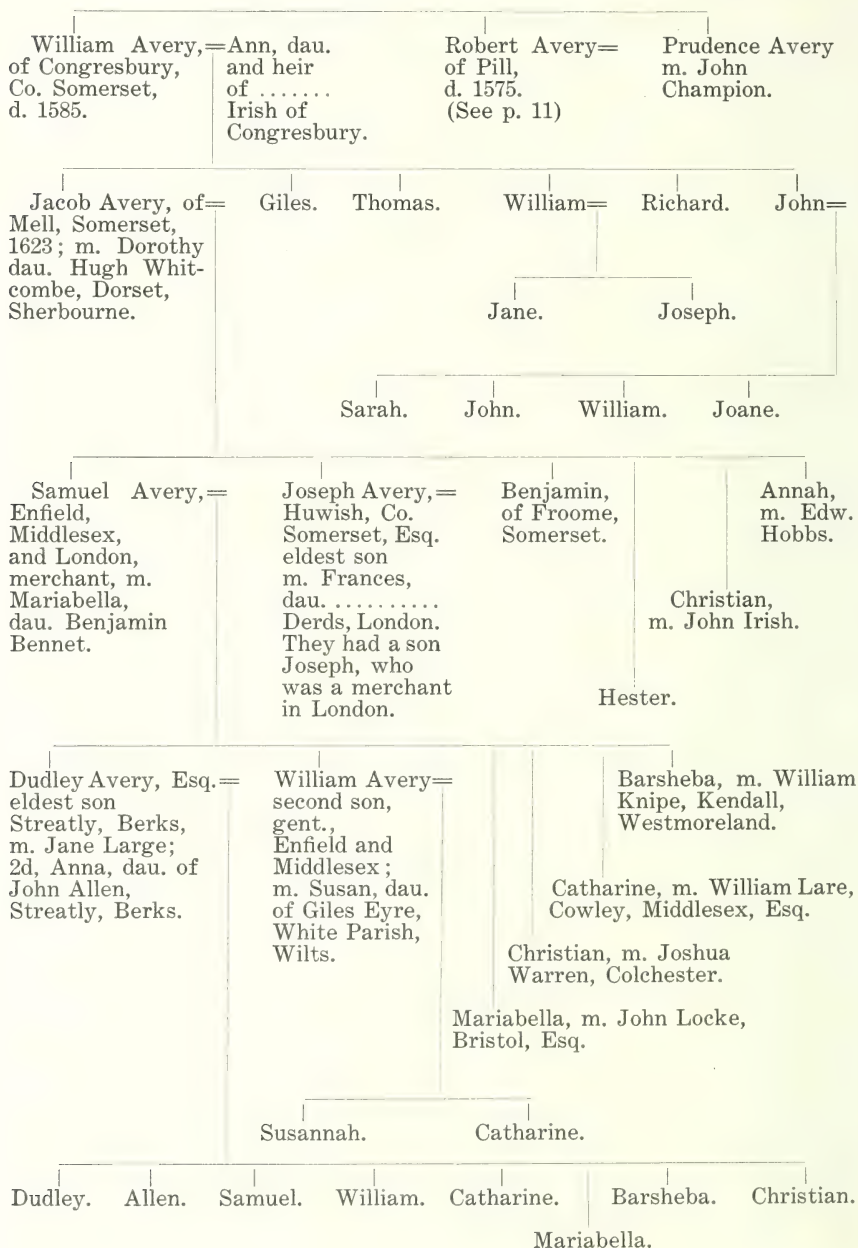 William Avery,=
of Congresbury,
Co. Somerset,
d. 1585.
Ann, dau.
and heir
of .......
Irish of
Congresbury.
Robert Avery=
of Pill,
d. 1575.
(See p. 11)
Prudence Avery
m. John
Champion.
Jacob Avery, of=
Mell, Somerset,
1623; m. Dorothy
dau. Hugh Whit-
combe, Dorset,
Sherbourne.
Giles.
Thomas.
William=
Richard.
John=
Jane.
Joseph.
Sarah.
John.
William.
Joane.
Samuel Avery,=
Enfield,
Middlesex,
and London,
merchant, m.
Mariabella,
dau. Benjamin
Bennet.
Joseph Avery,=
Huwish, Co.
Somerset, Esq.
eldest son
m. Frances,
dau. ..........
Derds, London.
They had a son
Joseph, who
was a merchant
in London.
Benjamin,
of Froome,
Somerset.
Annah,
m. Edw.
Hobbs.
Christian,
m. John Irish.
Hester.
Dudley Avery, Esq.=
eldest son
Streatly, Berks,
m. Jane Large;
2d, Anna, dau. of
John Allen,
Streatly, Berks.
William Avery=
second son,
gent.,
Enfield and
Middlesex;
m. Susan, dau.
of Giles Eyre,
White Parish,
Wilts.
Barsheba, m. William
Knipe, Kendall,
Westmoreland.
Catharine, m. William Lare,
Cowley, Middlesex, Esq.
Christian, m. Joshua
Warren, Colchester.
Mariabella, m. John Locke,
Bristol, Esq.
Susannah.
Catharine.
Dudley.
Allen.
Samuel.
William.
Catharine.
Barsheba.
Christian.
Mariabella.